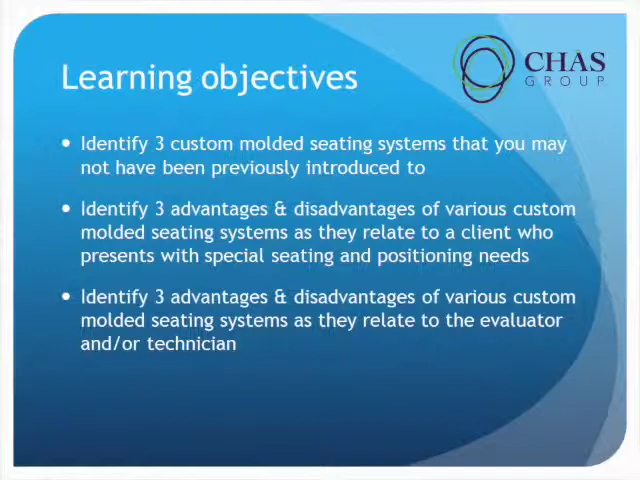 CHAS
GROUP
Learning objectives
• Identify 3 custom molded seating systems that you may
not have been previously introduced to
• Identify 3 advantages & disadvantages of various custom
molded seating systems as they relate to a client who
presents with special seating and positioning needs
• Identify 3 advantages & disadvantages of various custom
molded seating systems as they relate to the evaluator
and/or technician